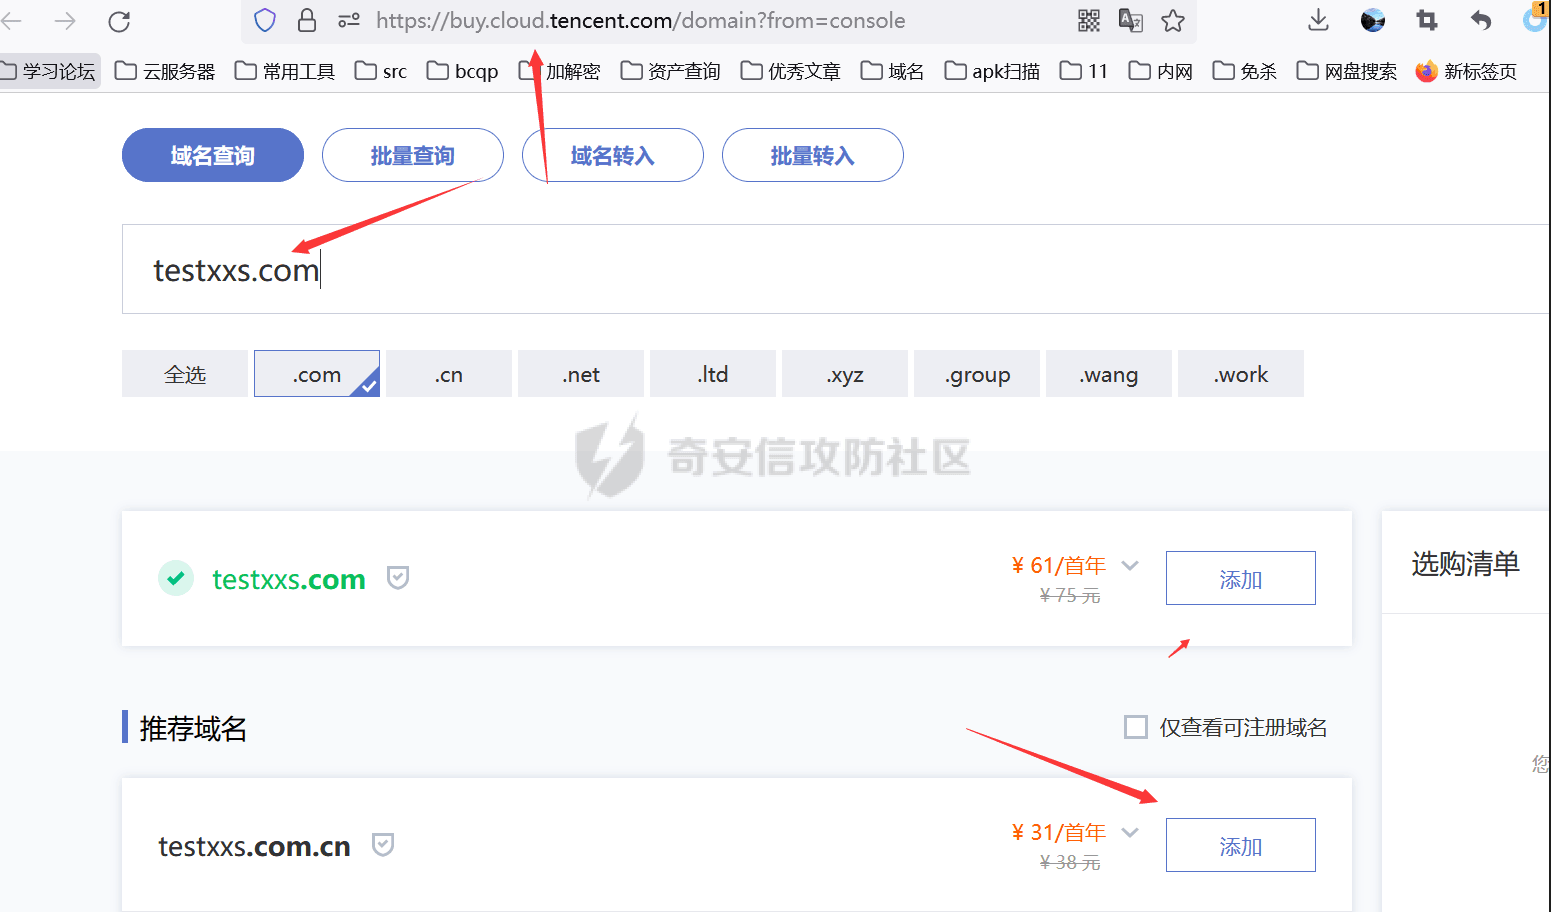 https://buy.cloud.tencent.com/domain?from=console
1
学习论坛 云服务器 常用工具 src bcqp 加解密 资产查询 优秀文章 域名 apk扫描 11 内网 免杀 网盘搜索 新标签页
域名查询 批量查询 域名转入 批量转入
testxxs.com
全选 .com .cn .net .ltd .xyz .group .wang .work
奇安信攻防社区
testxxs.com ¥ 61/首年 添加
¥ 75 元
选购清单
推荐域名 仅查看可注册域名
您
testxxs.com.cn ¥ 31/首年 添加
¥ 38 元